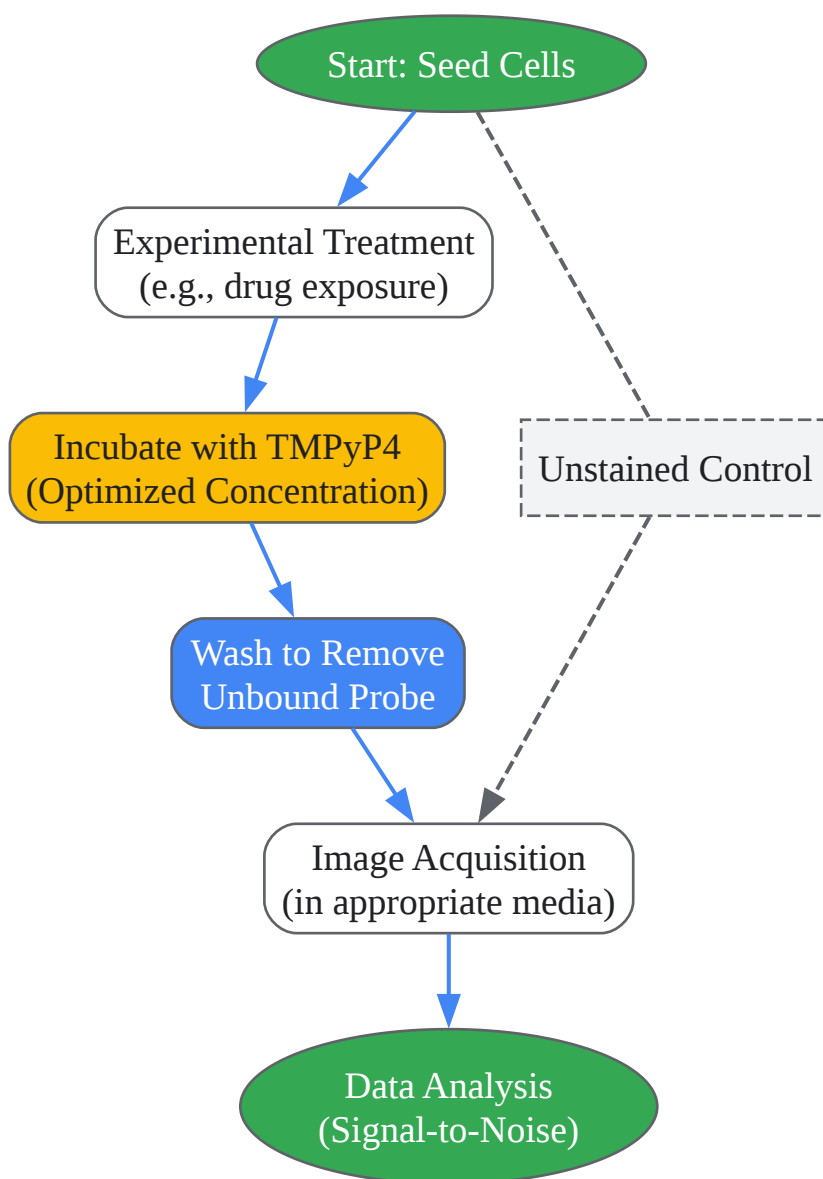 Start: Seed Cells
Experimental Treatment
(e.g., drug exposure)
Incubate with TMPyP4
(Optimized Concentration)
Unstained Control
Wash to Remove
Unbound Probe
Image Acquisition
(in appropriate media)
Data Analysis
(Signal-to-Noise)